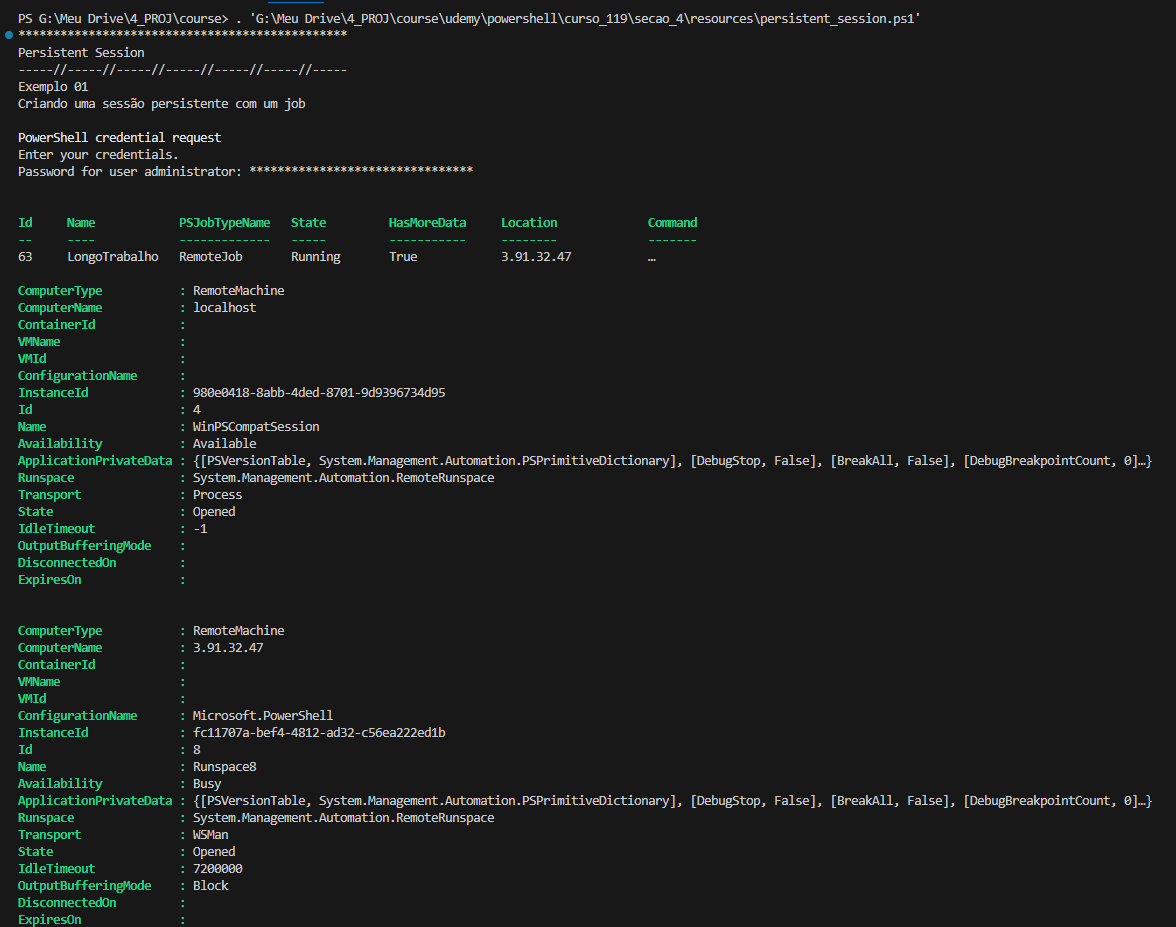 PS G:\Meu Drive\4_PROJ\course> . 'G:\Meu Drive\4_PROJ\course\udemy\powershell\curso_119\secao_4\resources\persistent_session.ps1'
***********************************************
Persistent Session
-----//-----//-----//-----//-----//-----//-----
Exemplo 01
Criando uma sessão persistente com um job
PowerShell credential request
Enter your credentials.
Password for user administrator: ********************************
Id     Name            PSJobTypeName   State         HasMoreData     Location             Command
--     ----            -------------   -----         -----------     --------             -------
63     LongoTrabalho   RemoteJob       Running       True            3.91.32.47           …
ComputerType           : RemoteMachine
ComputerName           : localhost
ContainerId            :
VMName                 :
VMId                   :
ConfigurationName      :
InstanceId             : 980e0418-8abb-4ded-8701-9d9396734d95
Id                     : 4
Name                   : WinPSCompatSession
Availability           : Available
ApplicationPrivateData : {[PSVersionTable, System.Management.Automation.PSPrimitiveDictionary], [DebugStop, False], [BreakAll, False], [DebugBreakpointCount, 0]…}
Runspace               : System.Management.Automation.RemoteRunspace
Transport              : Process
State                  : Opened
IdleTimeout            : -1
OutputBufferingMode    :
DisconnectedOn         :
ExpiresOn              :
ComputerType           : RemoteMachine
ComputerName           : 3.91.32.47
ContainerId            :
VMName                 :
VMId                   :
ConfigurationName      : Microsoft.PowerShell
InstanceId             : fc11707a-bef4-4812-ad32-c56ea222ed1b
Id                     : 8
Name                   : Runspace8
Availability           : Busy
ApplicationPrivateData : {[PSVersionTable, System.Management.Automation.PSPrimitiveDictionary], [DebugStop, False], [BreakAll, False], [DebugBreakpointCount, 0]…}
Runspace               : System.Management.Automation.RemoteRunspace
Transport              : WSMan
State                  : Opened
IdleTimeout            : 7200000
OutputBufferingMode    : Block
DisconnectedOn         :
ExpiresOn              :